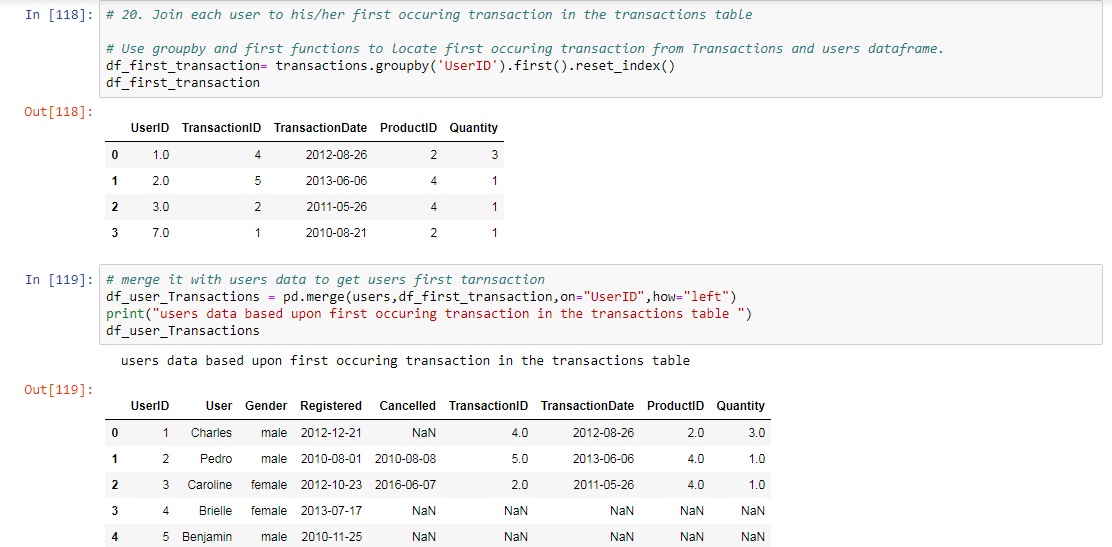 In [118]: # 20. Join each user to his/her first occuring transaction in the transactions table
# Use groupby and first functions to locate first occuring transaction from Transactions and users dataframe.
df_first_transaction= transactions.groupby('UserID').first().reset_index()
df_first_transaction
Out[118]:
UserID TransactionID TransactionDate ProductID Quantity
0 1.0 4 2012-08-26 2 3
1 2.0 5 2013-06-06 4 1
2 3.0 2 2011-05-26 4 1
3 7.0 1 2010-08-21 2 1
In [119]: # merge it with users data to get users first tarnsaction
df_user_Transactions = pd.merge(users,df_first_transaction,on="UserID",how="left")
print("users data based upon first occuring transaction in the transactions table ")
df_user_Transactions
users data based upon first occuring transaction in the transactions table
Out[119]:
UserID User Gender Registered Cancelled TransactionID TransactionDate ProductID Quantity
0 1 Charles male 2012-12-21 NaN 4.0 2012-08-26 2.0 3.0
1 2 Pedro male 2010-08-01 2010-08-08 5.0 2013-06-06 4.0 1.0
2 3 Caroline female 2012-10-23 2016-06-07 2.0 2011-05-26 4.0 1.0
3 4 Brielle female 2013-07-17 NaN NaN NaN NaN NaN
4 5 Benjamin male 2010-11-25 NaN NaN NaN NaN NaN